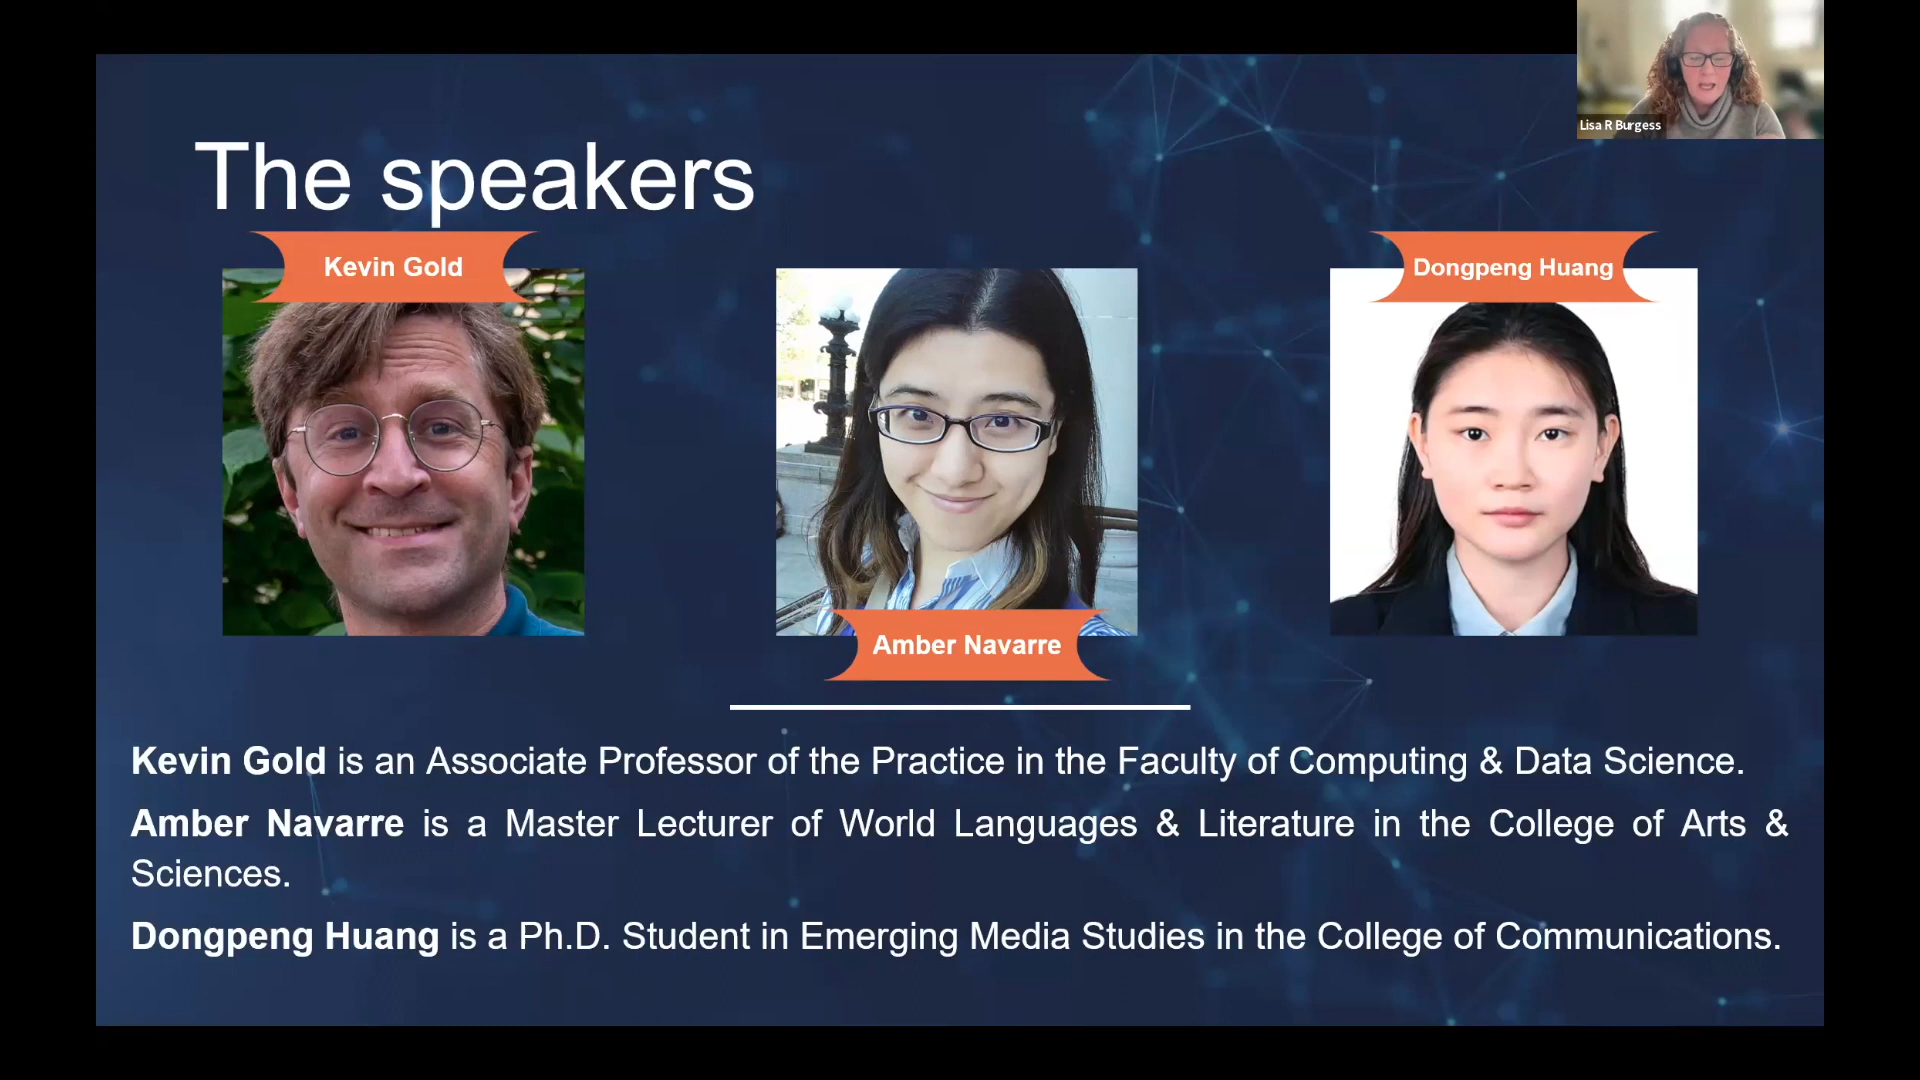 Lisa R Burgess
The speakers
Kevin Gold
Dongpeng Huang
Amber Navarre
Kevin Gold is an Associate Professor of the Practice in the Faculty of Computing & Data Science.
Amber Navarre is a Master Lecturer of World Languages & Literature in the College of Arts &
Sciences.
Dongpeng Huang is a Ph.D. Student in Emerging Media Studies in the College of Communications.